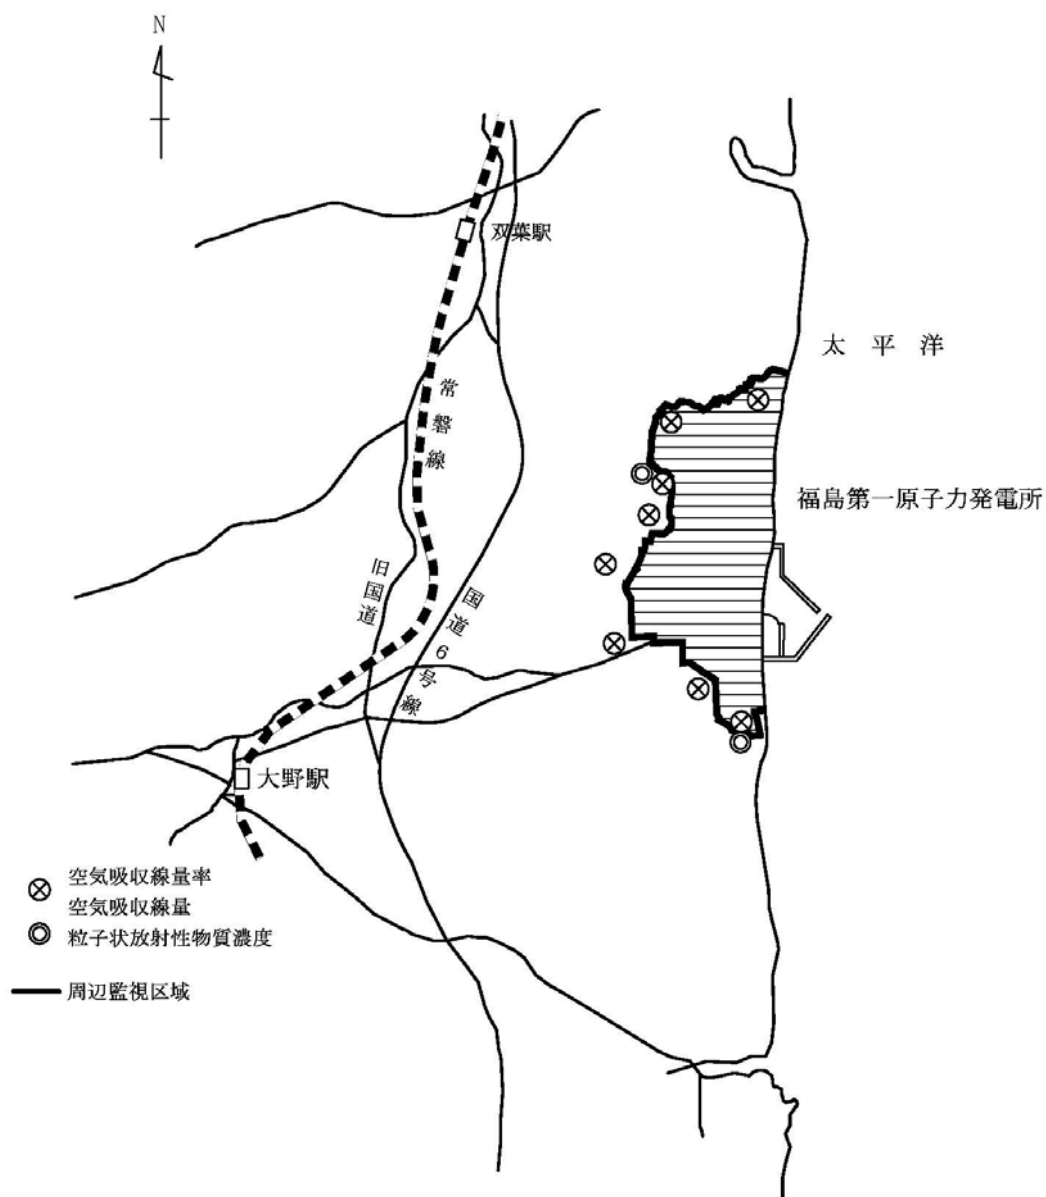 N
双葉駅
太平洋
常磐線
福島第一原子力発電所
旧国道
国道6号線
大野駅
空気吸収線量率
空気吸収線量
粒子状放射性物質濃度
周辺監視区域